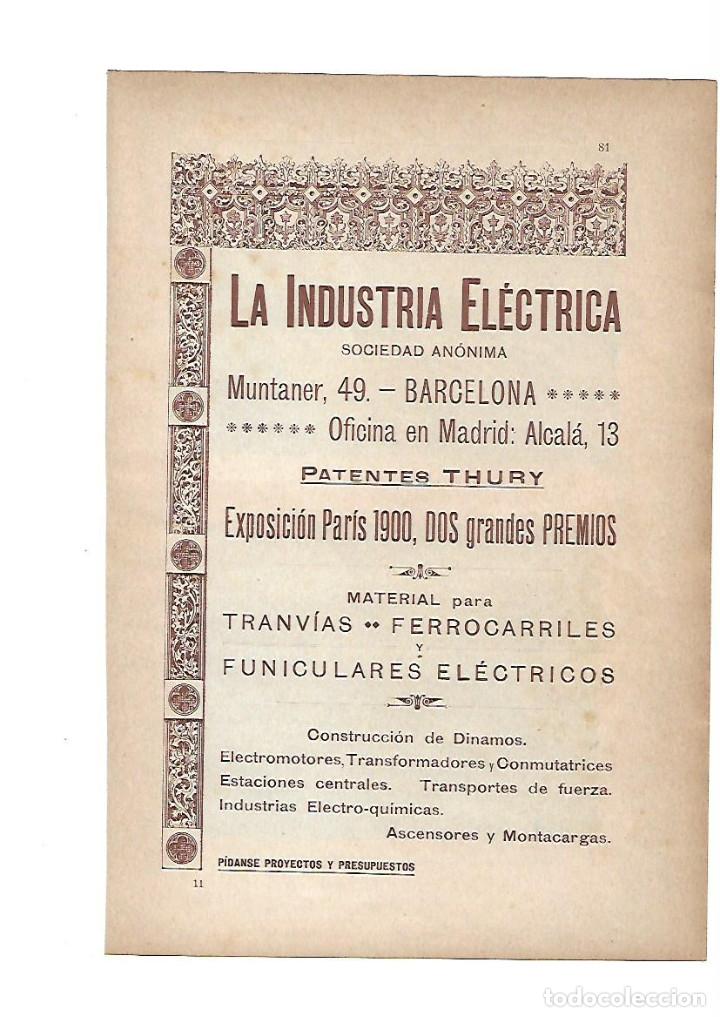 81
LA INDUSTRIA ELÉCTRICA
SOCIEDAD ANÓNIMA
Muntaner, 49. – BARCELONA *****
****** Oficina en Madrid: Alcalá, 13
PATENTES THURY
Exposición París 1900, DOS grandes PREMIOS
MATERIAL para
TRANVÍAS •• FERROCARRILES
Y
FUNICULARES ELÉCTRICOS
Construcción de Dinamos.
Electromotores, Transformadores y Conmutatrices
Estaciones centrales. Transportes de fuerza.
Industrias Electro-químicas.
Ascensores y Montacargas.
PÍDANSE PROYECTOS Y PRESUPUESTOS
11
todocoleccion